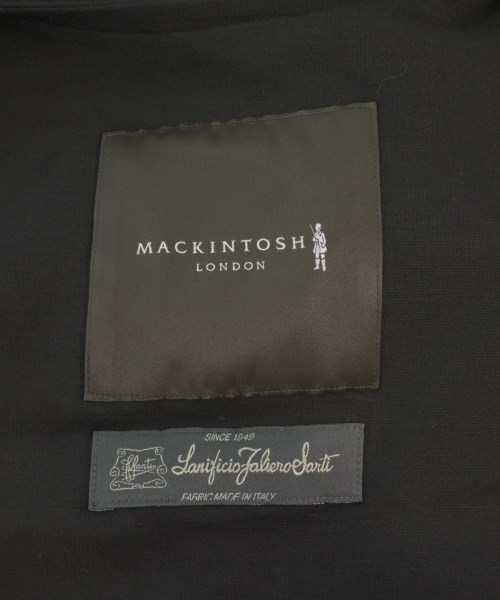 MACKINTOSH
LONDON
SINCE 1949
Lanificio Faliero Sarti
FABRIC MADE IN ITALY